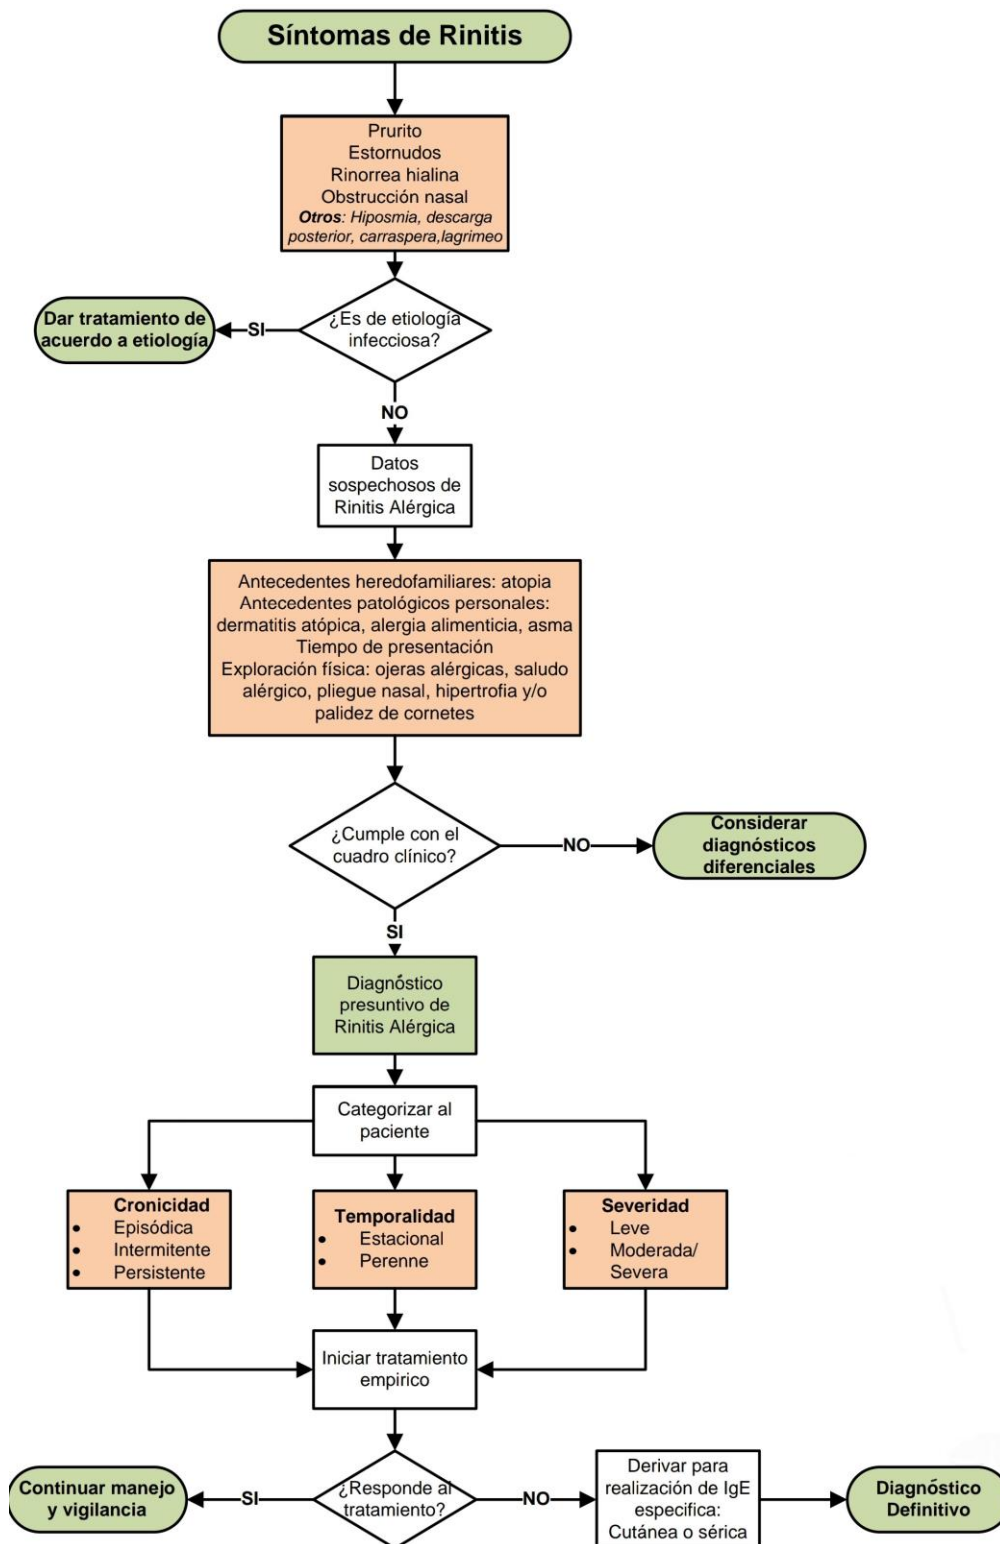 Síntomas de Rinitis
Prurito
Estornudos
Rinorrea hialina
Obstrucción nasal
Otros: Hiposmia, descarga
posterior, carraspera,lagrimeo
¿Es de etiología
infecciosa?
SI
Dar tratamiento de
acuerdo a etiología
NO
Datos
sospechosos de
Rinitis Alérgica
Antecedentes heredofamiliares: atopia
Antecedentes patológicos personales:
dermatitis atópica, alergia alimenticia, asma
Tiempo de presentación
Exploración física: ojeras alérgicas, saludo
alérgico, pliegue nasal, hipertrofia y/o
palidez de cornetes
¿Cumple con el
cuadro clínico?
NO
Considerar
diagnósticos
diferenciales
SI
Diagnóstico
presuntivo de
Rinitis Alérgica
Categorizar al
paciente
Cronicidad
• Episódica
• Intermitente
• Persistente
Temporalidad
• Estacional
• Perenne
Severidad
• Leve
• Moderada/
Severa
Iniciar tratamiento
empirico
¿Responde al
tratamiento?
SI
Continuar manejo
y vigilancia
NO
Derivar para
realización de IgE
especifica:
Cutánea o sérica
Diagnóstico
Definitivo